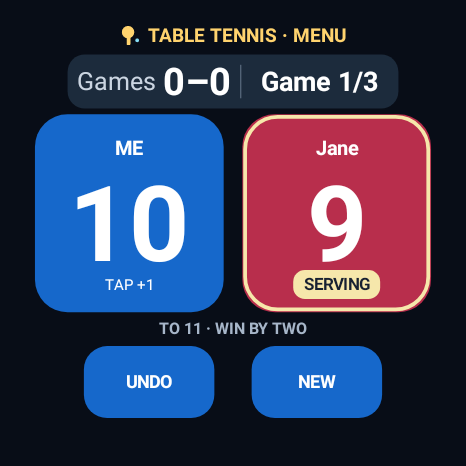 TABLE TENNIS · MENU
Games 0–0 Game 1/3
ME
10
TAP +1
Jane
9
SERVING
TO 11 · WIN BY TWO
UNDO
NEW